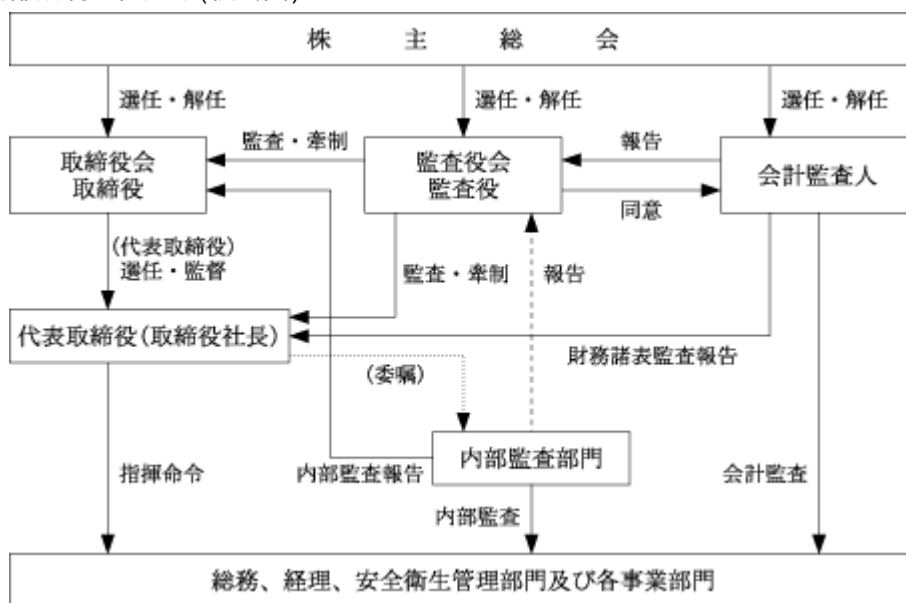 株主総会
選任・解任
選任・解任
選任・解任
取締役会
取締役
監査・牽制
監査役会
監査役
報告
同意
会計監査人
(代表取締役)
選任・監督
監査・牽制
報告
代表取締役(取締役社長)
財務諸表監査報告
(委嘱)
内部監査部門
指揮命令
内部監査報告
会計監査
内部監査
総務、経理、安全衛生管理部門及び各事業部門